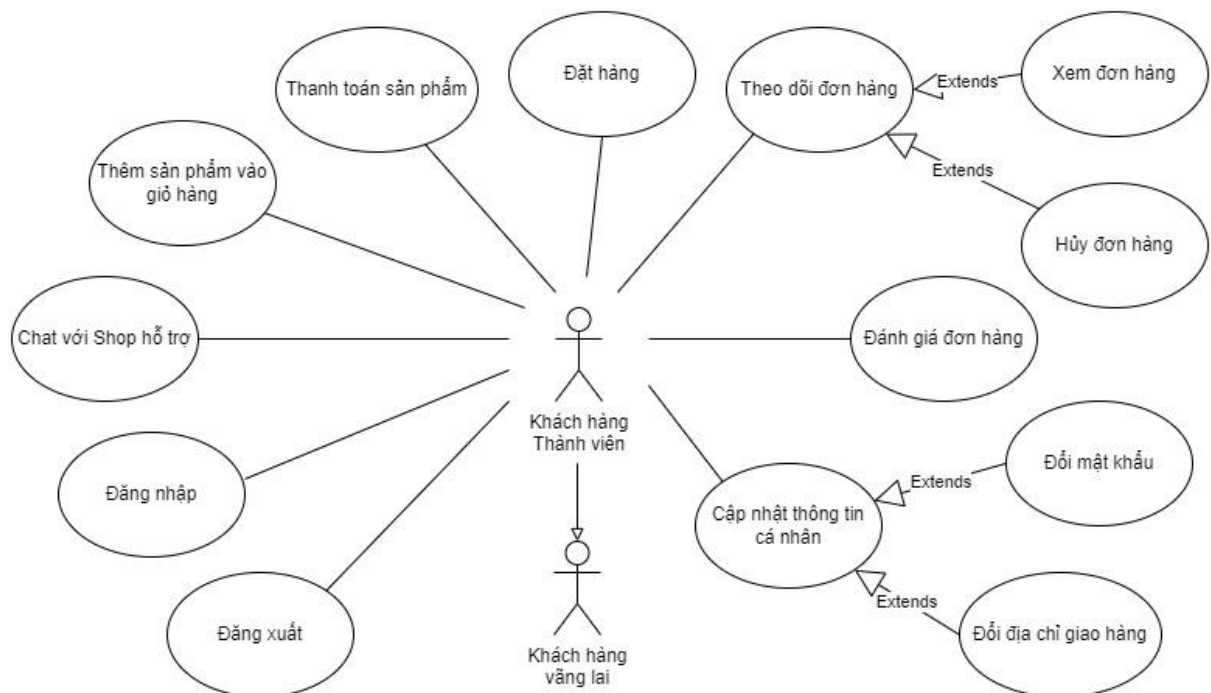 Thanh toán sản phẩm
Đặt hàng
Theo dõi đơn hàng
Extends
Xem đơn hàng
Thêm sản phẩm vào
giỏ hàng
Extends
Hủy đơn hàng
Chat với Shop hỗ trợ
Đánh giá đơn hàng
Khách hàng
Thành viên
Đăng nhập
Cập nhật thông tin
cá nhân
Extends
Đổi mật khẩu
Extends
Đổi địa chỉ giao hàng
Đăng xuất
Khách hàng
vãng lai